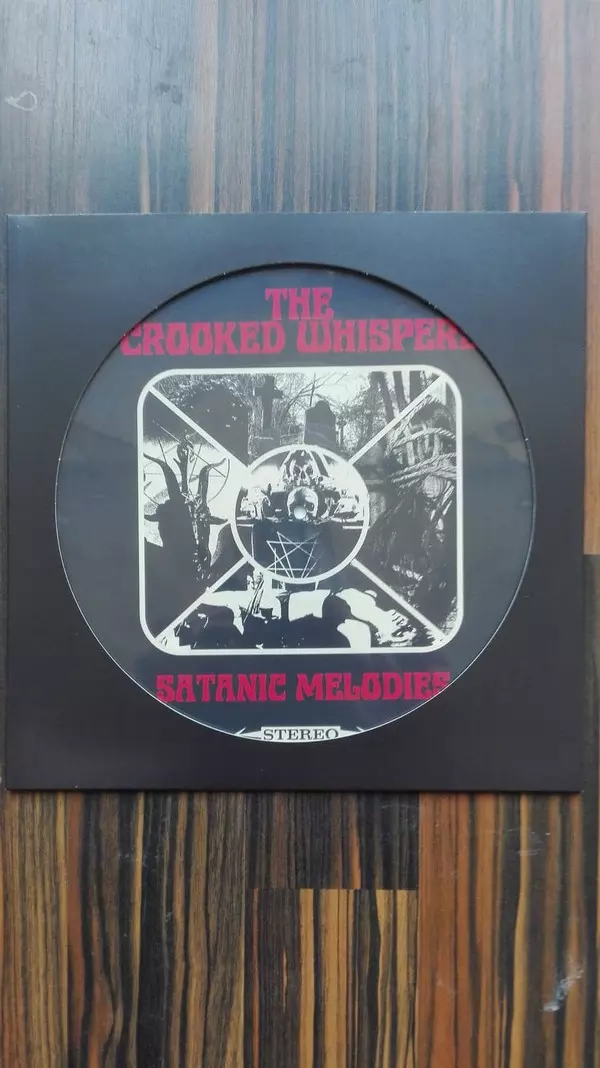 THE
CROOKED WHISPERS
SATANIC MELODIES
STEREO